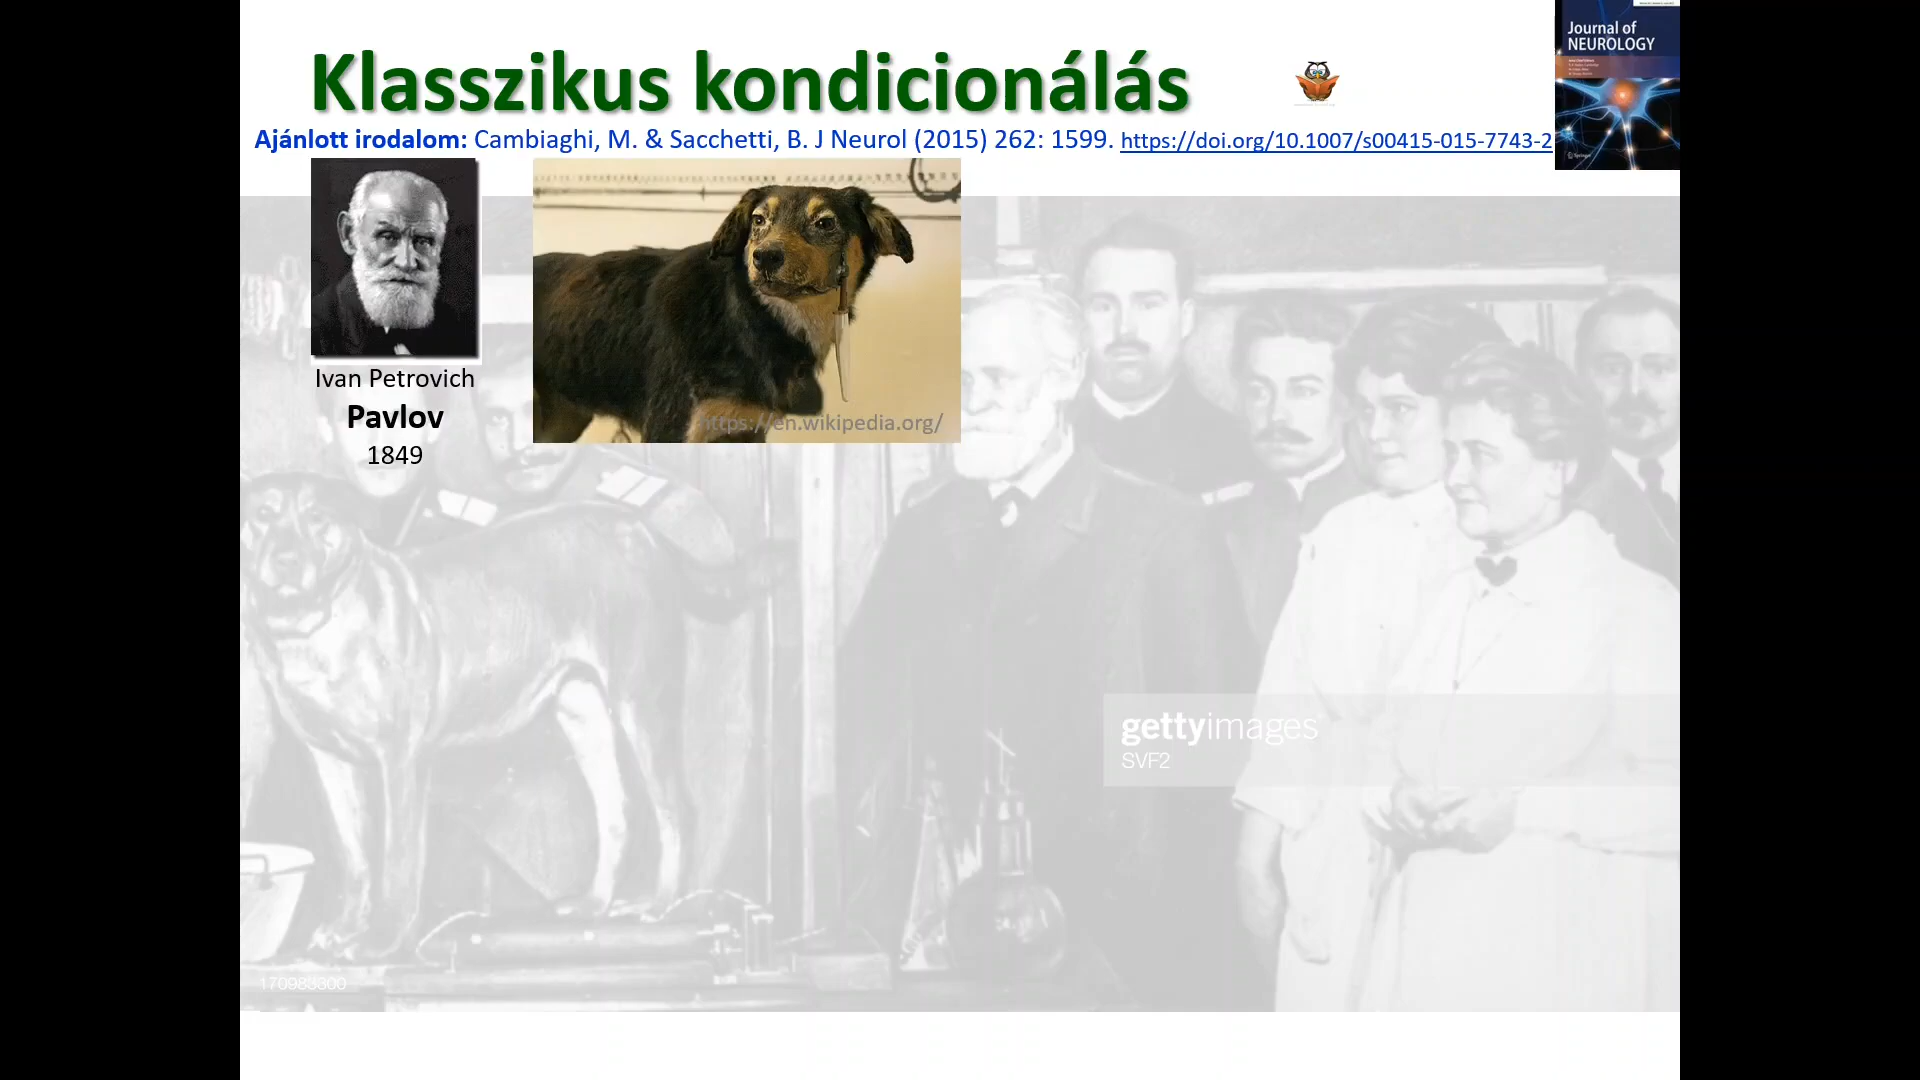 Klasszikus kondicionálás
Journal of
NEUROLOGY
Ajánlott irodalom: Cambiaghi, M. & Sacchetti, B. J Neurol (2015) 262: 1599. https://doi.org/10.1007/s00415-015-7743-2
Ivan Petrovich
Pavlov
1849
https://en.wikipedia.org/
gettyimages
SVF2
170983800